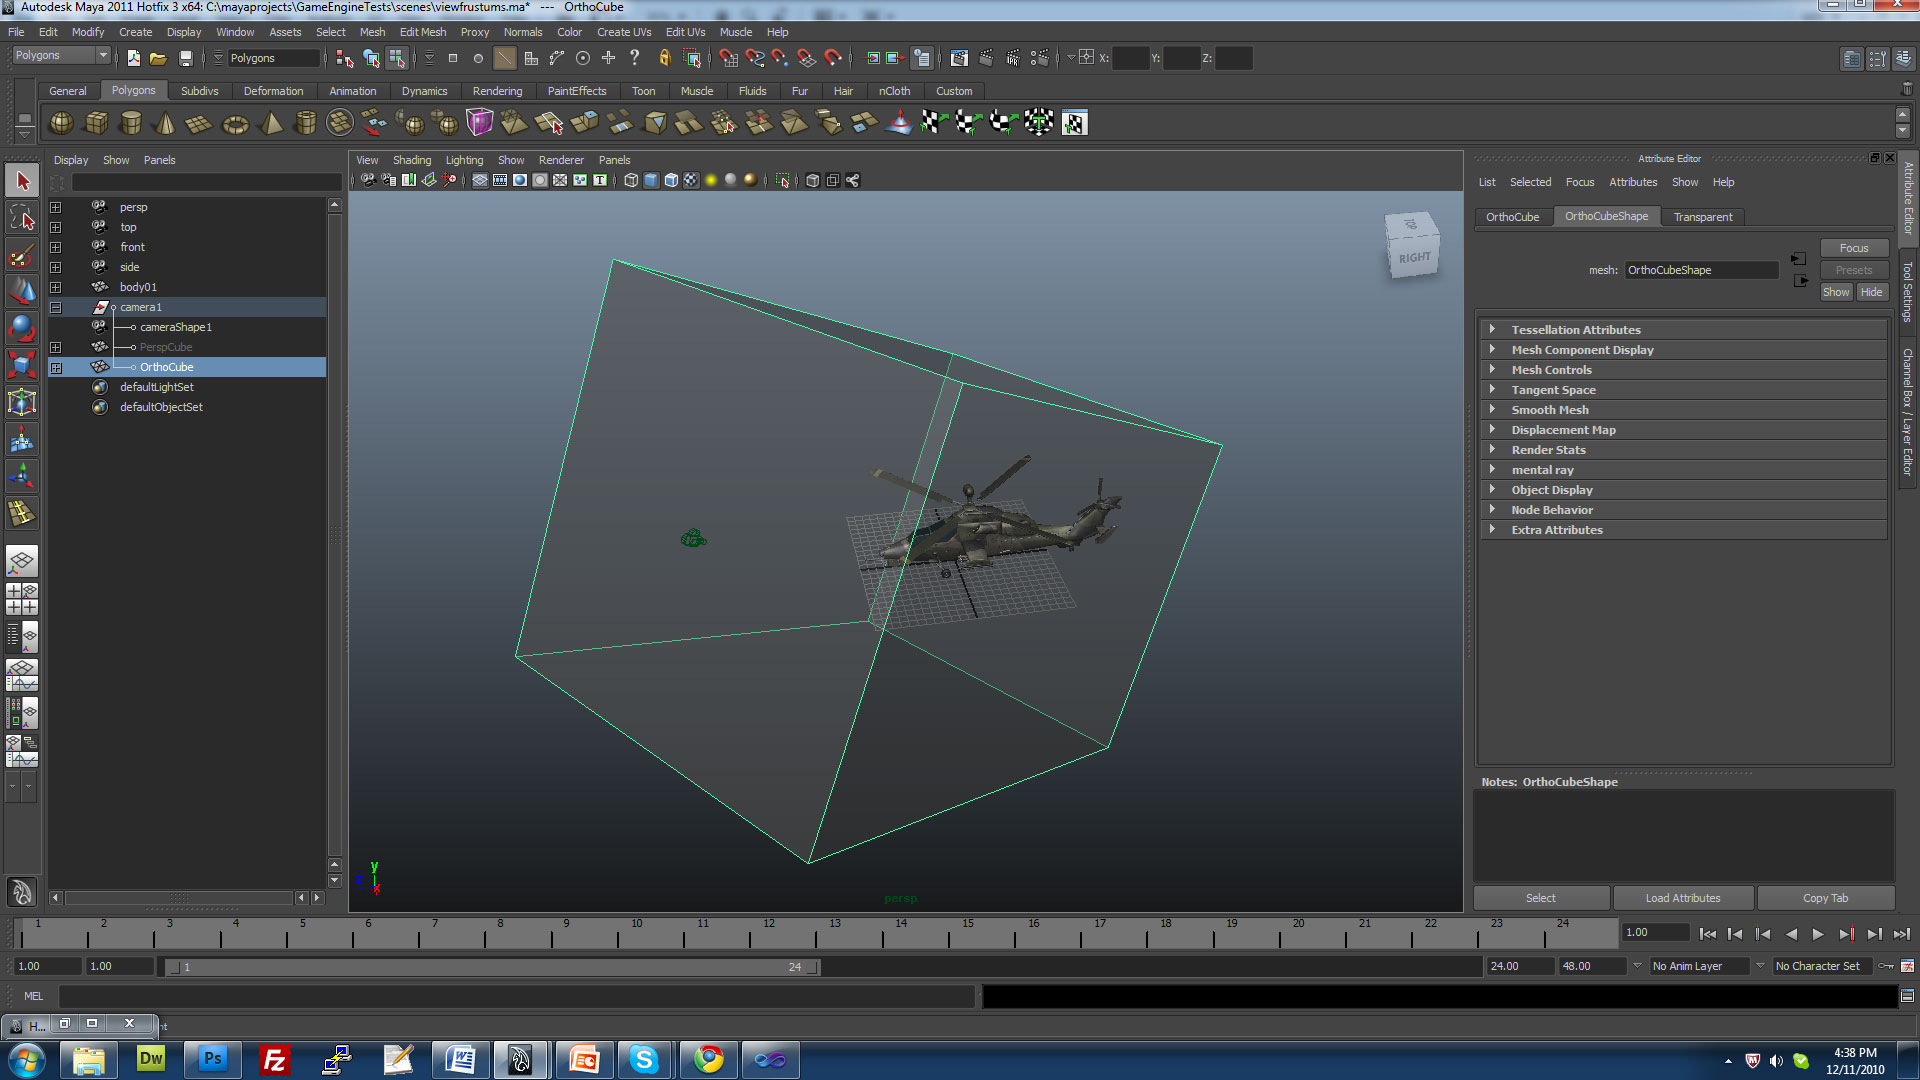 Autodesk Maya 2011 Hotfix 3 x64: C:\mayaprojects\GameEngineTests\scenes\viewfrustums.ma* --- OrthoCube
File Edit Modify Create Display Window Assets Select Mesh Edit Mesh Proxy Normals Color Create UVs Edit UVs Muscle Help
Polygons Polygons X: Y: Z:
General Polygons Subdivs Deformation Animation Dynamics Rendering PaintEffects Toon Muscle Fluids Fur Hair nCloth Custom
Display Show Panels
View Shading Lighting Show Renderer Panels
persp
top
front
side
body01
camera1
cameraShape1
PerspCube
OrthoCube
defaultLightSet
defaultObjectSet
TOP
RIGHT
y
z
x
persp
Attribute Editor
List Selected Focus Attributes Show Help
OrthoCube OrthoCubeShape Transparent
Focus
mesh: OrthoCubeShape
Presets
Show Hide
Tessellation Attributes
Mesh Component Display
Mesh Controls
Tangent Space
Smooth Mesh
Displacement Map
Render Stats
mental ray
Object Display
Node Behavior
Extra Attributes
Notes: OrthoCubeShape
Select Load Attributes Copy Tab
Attribute Editor
Tool Settings
Channel Box / Layer Editor
1 2 3 4 5 6 7 8 9 10 11 12 13 14 15 16 17 18 19 20 21 22 23 24
1.00
1.00 1.00 1 24 24.00 48.00 No Anim Layer No Character Set
MEL
H...
Dw Ps Fz
4:38 PM
12/11/2010